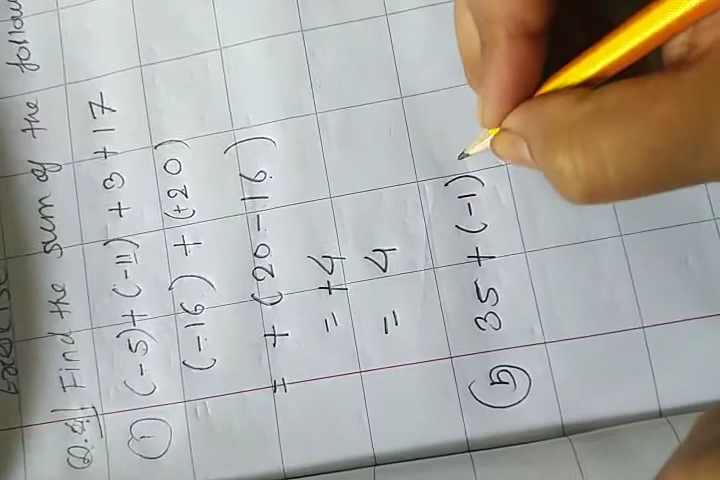 Exercise
Q.4] Find the sum of the follow
(i) (-5)+(-11) +3+17
(-16) + (+20)
= + (20-16)
= +4
= 4
35 + (-1)